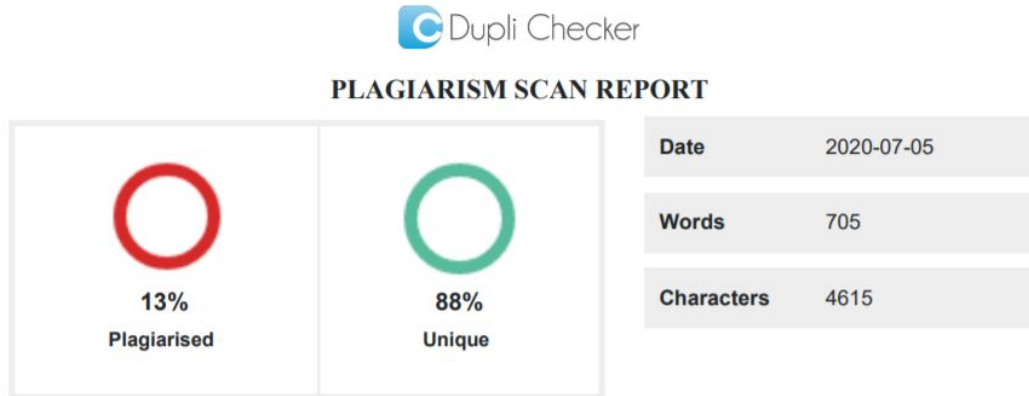 Dupli Checker
PLAGIARISM SCAN REPORT
13%
Plagiarised
88%
Unique
Date 2020-07-05
Words 705
Characters 4615